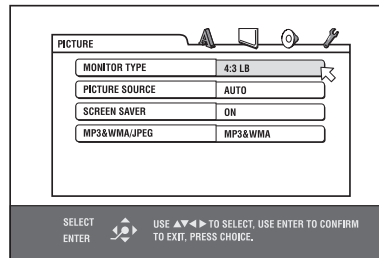 PICTURE
MONITOR TYPE 4:3 LB
PICTURE SOURCE AUTO
SCREEN SAVER ON
MP3&WMA/JPEG MP3&WMA
SELECT USE ▲▼◀▶ TO SELECT, USE ENTER TO CONFIRM
ENTER TO EXIT, PRESS CHOICE.